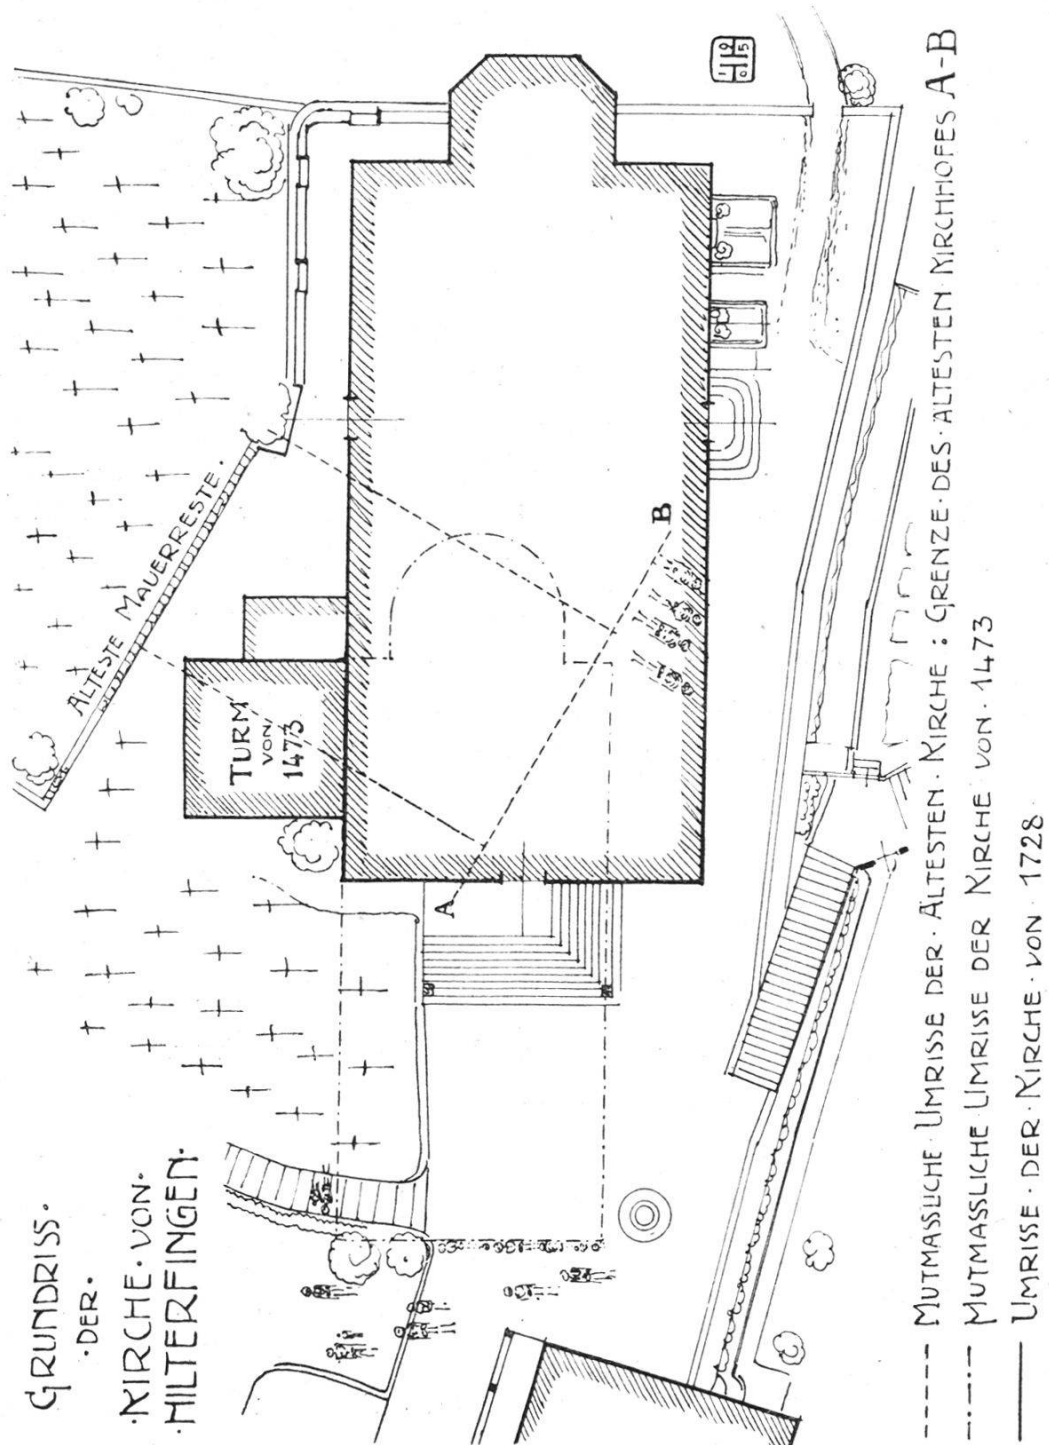 GRUNDRISS.
·DER·
·KIRCHE·VON·
·HILTERFINGEN·
ÄLTESTE MAUERRESTE.
TURM
VON
1473
A
B
MUTMASSLICHE·UMRISSE DER·ÄLTESTEN·KIRCHE : GRENZE·DES·ÄLTESTEN·KIRCHHOFES A-B
MUTMASSLICHE·UMRISSE DER KIRCHE VON·1473
UMRISSE·DER·KIRCHE·VON·1728·